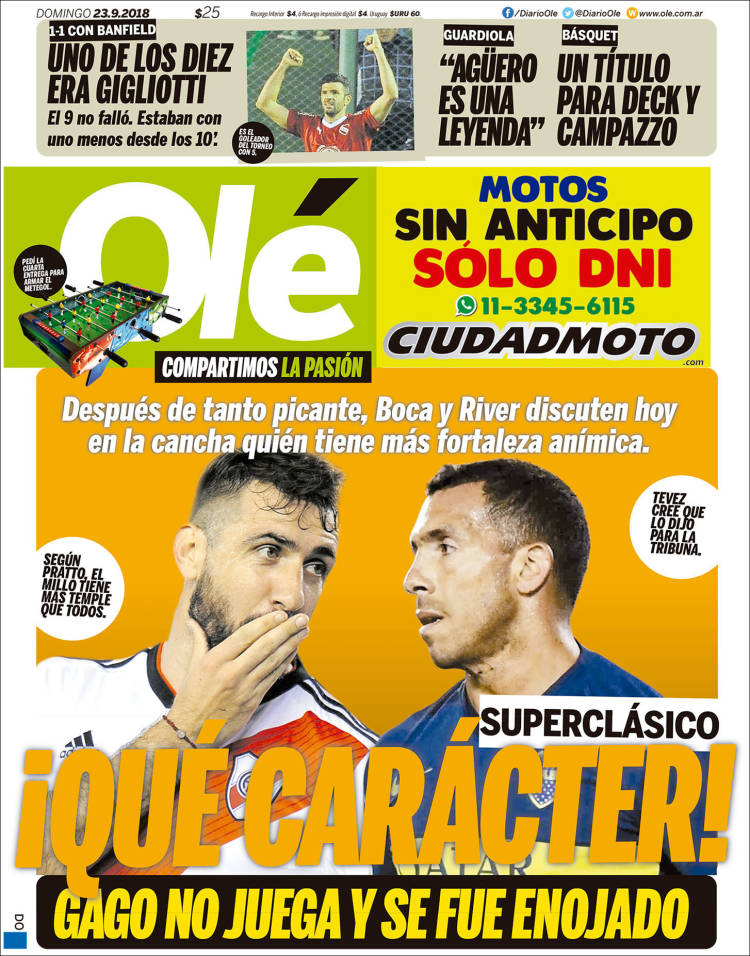 DOMINGO 23.9.2018
$25
Recargo Interior $4, 6 Recargo impresión digital $4. Uruguay $URU 60.
/DiarioOle
@DiarioOle
www.ole.com.ar
1-1 CON BANFIELD
UNO DE LOS DIEZ
ERA GIGLIOTTI
El 9 no falló. Estaban con
uno menos desde los 10’.
ES EL
GOLEADOR
DEL TORNEO
CON 5.
GUARDIOLA
“AGÜERO
ES UNA
LEYENDA”
BÁSQUET
UN TÍTULO
PARA DECK Y
CAMPAZZO
Olé
PEDÍ LA
CUARTA
ENTREGA PARA
ARMAR EL
METEGOL.
COMPARTIMOS LA PASIÓN
MOTOS
SIN ANTICIPO
SÓLO DNI
11-3345-6115
CIUDADMOTO
.com
Después de tanto picante, Boca y River discuten hoy
en la cancha quién tiene más fortaleza anímica.
SEGÚN
PRATTO, EL
MILLO TIENE
MÁS TEMPLE
QUE TODOS.
TEVEZ
CREE QUE
LO DIJO
PARA LA
TRIBUNA.
adidas
SUPERCLÁSICO
¡QUÉ CARÁCTER!
QATAR
GAGO NO JUEGA Y SE FUE ENOJADO
DO